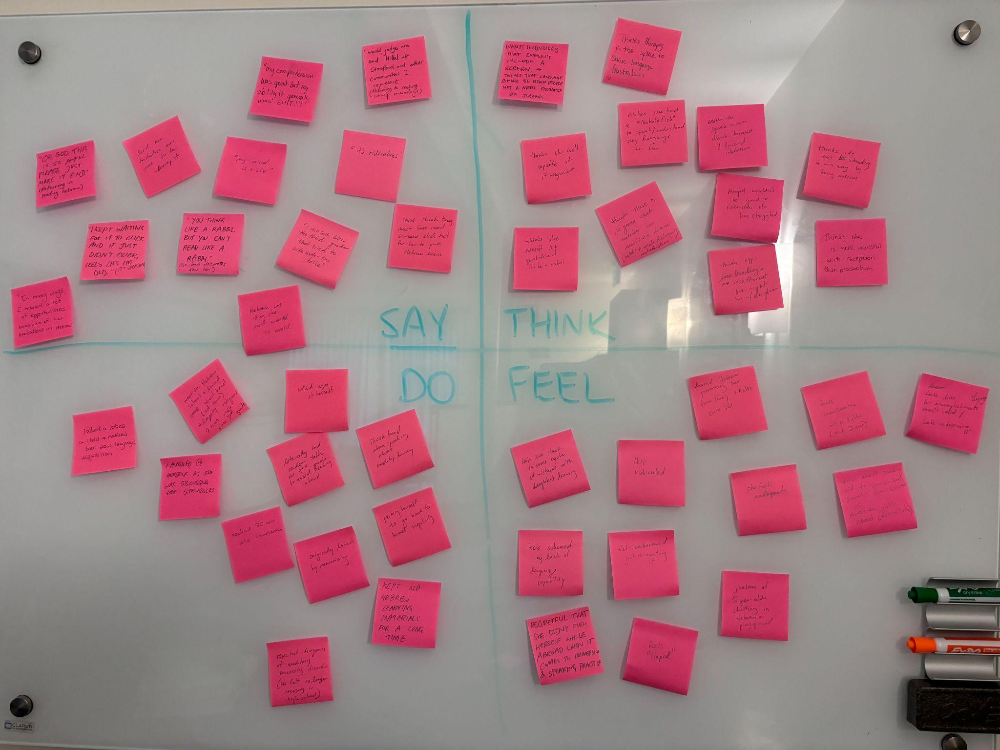 "would judge me
and Hillel at
Stanford and other
communities I
represent"
(Referring to seeking
help nowadays)
"my comprehension
was good but my
ability to generate
was SHIT!!!"
"OH GOD THIS
IS SO AWFUL
PLEASE JUST
MAKE IT END"
(Referring to
reading hebrew)
said her
frustration was
more for her
therapist
"my mind
is a siv"
"it's ridiculous"
"I KEPT WAITING
FOR IT TO CLICK
AND IT JUST
DIDN'T CLICK,
FEELS LIKE I'M
OLD." (IT = SPEAKING)
"YOU THINK
LIKE A RABBI,
BUT YOU CAN'T
READ LIKE A
RABBI"
(On how classmates
saw her)
"I still felt like
the third grader
that tried to
hide under the
table"
said think they
must have read
someone else's test
for her to pass
Hebrew exam
"In many ways,
I missed a lot
of opportunities"
because of her
limitations w/ Hebrew
Hebrew was
thing she
most wanted
to avoid
SAY
WANTS TECHNOLOGY
THAT DOESN'T
INCLUDE A
SCREEN. →
THINKS THAT LANGUAGE
SHOULD BE BTWN PEOPLE
NOT A MERE EXCHANGE
OF SCREENS
Thinks therapy
is the space to
share langause
frustrations
wishes she had
a "Babblefish"
to speak/understand
any language
for her
easier to
speak when
drunk because
it lowered
inhibition
thinks she isn't
capable of
it anymore
thinks she
was standing
in own way by
being anxious
thinks there is
no group that
matches her
needs as learner
(rabbi + weak Hebrew)
contradiction
thought wouldn't
be good to
interview b/c
has struggled
thinks she
doesn't fit
qualified
to be a rabbi
Thinks she
is more successful
with reception
than production
thinks apps
like Duolingo
are insufficient
but might
try w/ daughter
THINK
DO
went to Hebrew
school + learned
some vocab based
(not convo)
+ largely religious
2 times weekly
since 3rd grade
rolled eyes
at herself
Talked a lot as
a child → masked
her slow language
acquisition
LAUGHED @
HERSELF AS SHE
WAS DISCUSSING
HER STRUGGLES
literally hid
under table
as 3rd grader
to avoid reading
aloud
shook head
when speaking
about
hardship learning
reclined 30 min
into conversation
originally learned
by memorizing
pushing herself
to go back to
Israel regularly
KEPT OLD
HEBREW
LEARNING
MATERIALS
FOR A LONG
TIME
rejected diagnosis
of auditory
processing disorder
(b/c felt no longer
necessary in
high school)
FEEL
feared Hebrew
preventing her
from being a Rabbi
since 10
feels
inauthentic
as a Rabbi
(and Jew)
feels like
her accomplishments
aren't valid /
feels undeserving
feels like stuck
in same cycle
of mistakes with
daughter's learning
felt
ridiculed
she feels
inadequate
torn about sending
kid to Jewish Day
school
vs
American public
school (assimilate)
feels ashamed
by lack of
language
capability
felt embarrassed
just recounting
it
jealous of
5 year-olds
chatting in
Hebrew on
playground
REGRETFUL THAT
SHE DIDN'T PUSH
HERSELF WHILE
ABROAD WHEN IT
COMES TO IMMERSION
& SPEAKING PRACTICE
feels
"stupid"
CLARUS
dry erase
EXPO